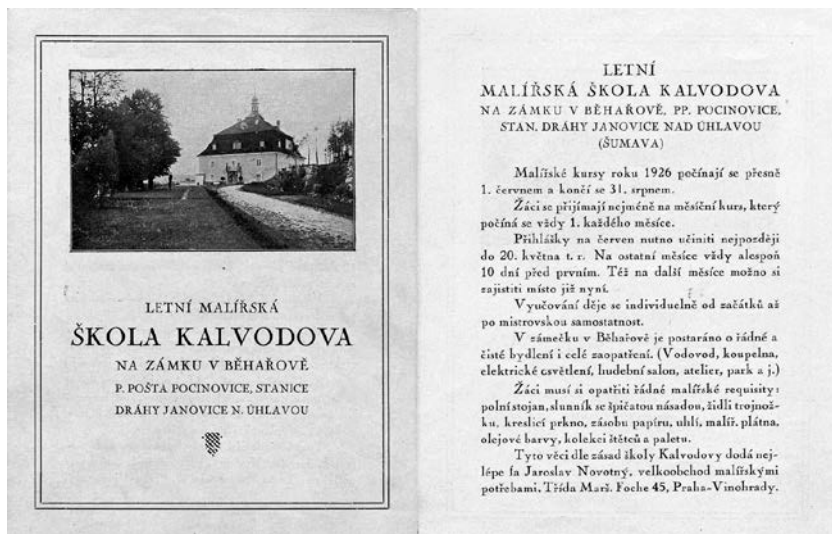 LETNÍ MALÍŘSKÁ
ŠKOLA KALVODOVA
NA ZÁMKU V BĚHAŘOVĚ
P. POŠTA POCINOVICE, STANICE
DRÁHY JANOVICE N. ÚHLAVOU
LETNÍ
MALÍŘSKÁ ŠKOLA KALVODOVA
NA ZÁMKU V BĚHAŘOVĚ, PP. POCINOVICE,
STAN. DRÁHY JANOVICE NAD ÚHLAVOU
(ŠUMAVA)
Malířské kursy roku 1926 počínají se přesně
1. červnem a končí se 31. srpnem.
Žáci se přijímají nejméně na měsíční kurs, který
počíná se vždy 1. každého měsíce.
Přihlášky na červen nutno učiniti nejpozději
do 20. května t. r. Na ostatní měsíce vždy alespoň
10 dní před prvním. Též na další měsíce možno si
zajistiti místo již nyní.
Vyučování děje se individuelně od začátků až
po mistrovskou samostatnost.
V zámečku v Běhařově je postaráno o řádné a
čisté bydlení i celé zaopatření. (Vodovod, koupelna,
elektrické osvětlení, hudební salon, atelier, park a j.)
Žáci musí si opatřiti řádné malířské requisity:
polní stojan, slunník se špičatou násadou, židli trojnož-
ku, kreslicí prkno, zásobu papíru, uhlí, malíř. plátna,
olejové barvy, kolekci štětců a paletu.
Tyto věci dle zásad školy Kalvodovy dodá nej-
lépe fa Jaroslav Novotný, velkoobchod malířskými
potřebami, Třída Marš. Foche 45, Praha-Vinohrady.